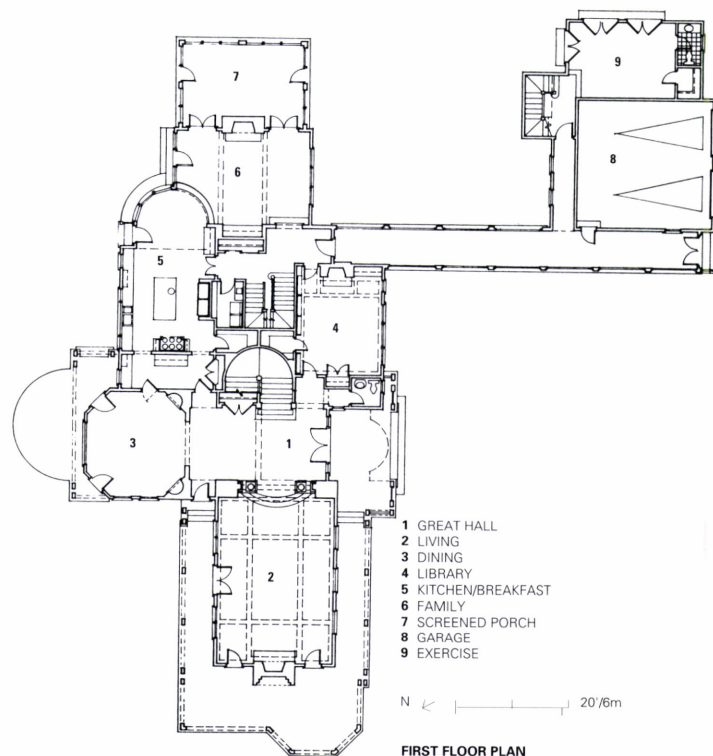 7
9
6
8
5
4
3
1
2
1 GREAT HALL
2 LIVING
3 DINING
4 LIBRARY
5 KITCHEN/BREAKFAST
6 FAMILY
7 SCREENED PORCH
8 GARAGE
9 EXERCISE
N 20'/6m
FIRST FLOOR PLAN